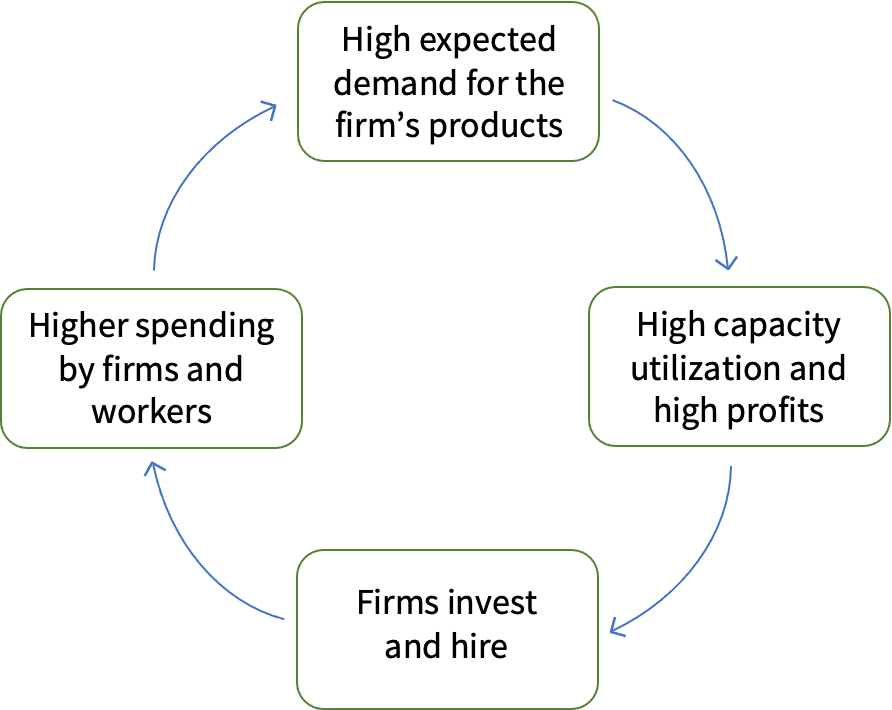 High expected
demand for the
firm’s products
High capacity
utilization and
high profits
Firms invest
and hire
Higher spending
by firms and
workers